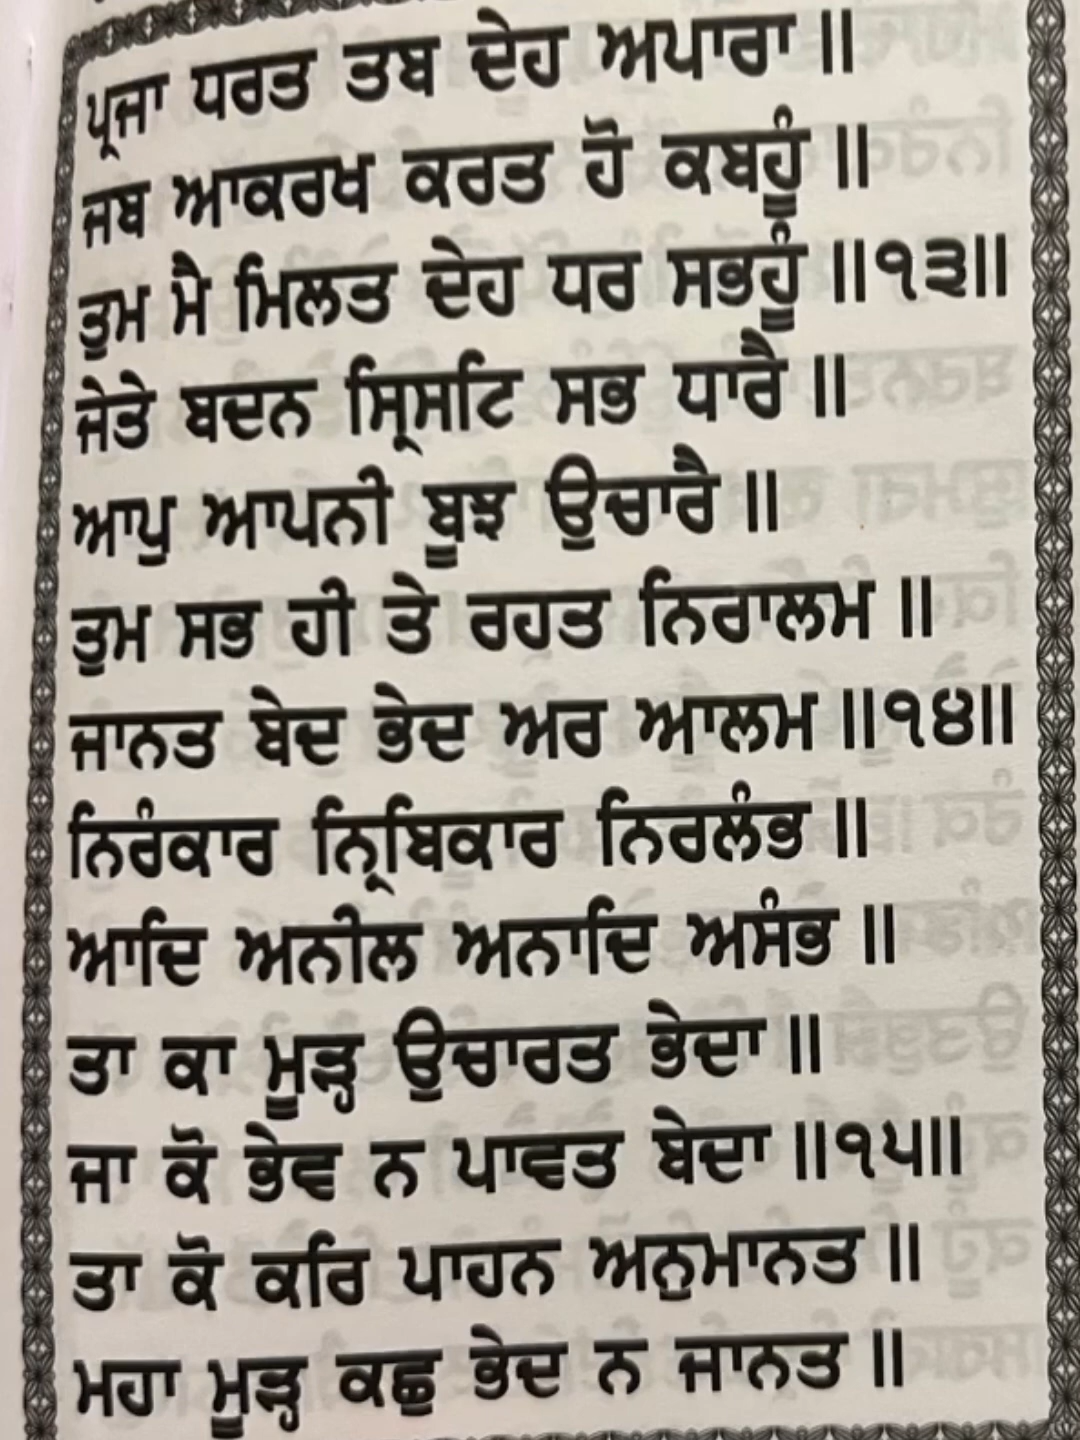 ਪ੍ਰਜਾ ਧਰਤ ਤਬ ਦੇਹ ਅਪਾਰਾ ॥
ਜਬ ਆਕਰਖ ਕਰਤ ਹੋ ਕਬਹੂੰ ॥
ਤੁਮ ਮੈ ਮਿਲਤ ਦੇਹ ਧਰ ਸਭਹੂੰ ॥੧੩॥
ਜੇਤੇ ਬਦਨ ਸ੍ਰਿਸਟਿ ਸਭ ਧਾਰੈ ॥
ਆਪੁ ਆਪਨੀ ਬੂਝ ਉਚਾਰੈ ॥
ਤੁਮ ਸਭ ਹੀ ਤੇ ਰਹਤ ਨਿਰਾਲਮ ॥
ਜਾਨਤ ਬੇਦ ਭੇਦ ਅਰ ਆਲਮ ॥੧੪॥
ਨਿਰੰਕਾਰ ਨ੍ਰਿਬਿਕਾਰ ਨਿਰਲੰਭ ॥
ਆਦਿ ਅਨੀਲ ਅਨਾਦਿ ਅਸੰਭ ॥
ਤਾ ਕਾ ਮੂੜ੍ਹ ਉਚਾਰਤ ਭੇਦਾ ॥
ਜਾ ਕੋ ਭੇਵ ਨ ਪਾਵਤ ਬੇਦਾ ॥੧੫॥
ਤਾ ਕੋ ਕਰਿ ਪਾਹਨ ਅਨੁਮਾਨਤ ॥
ਮਹਾ ਮੂੜ੍ਹ ਕਛੁ ਭੇਦ ਨ ਜਾਨਤ ॥